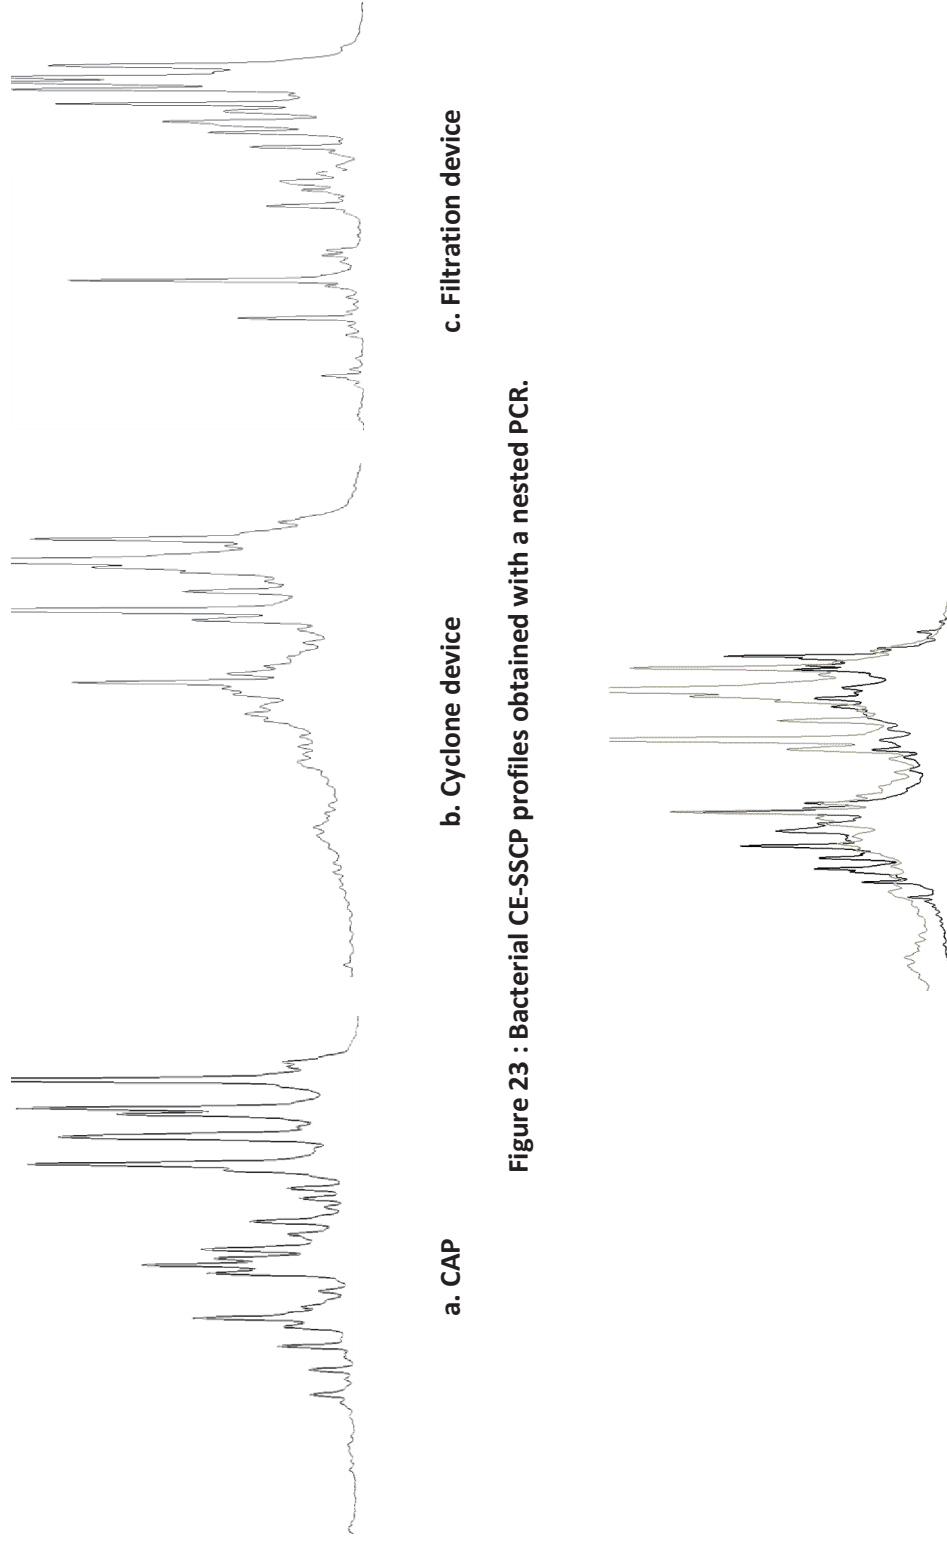 a. CAP
b. Cyclone device
c. Filtration device
Figure 23 : Bacterial CE-SSCP profiles obtained with a nested PCR.